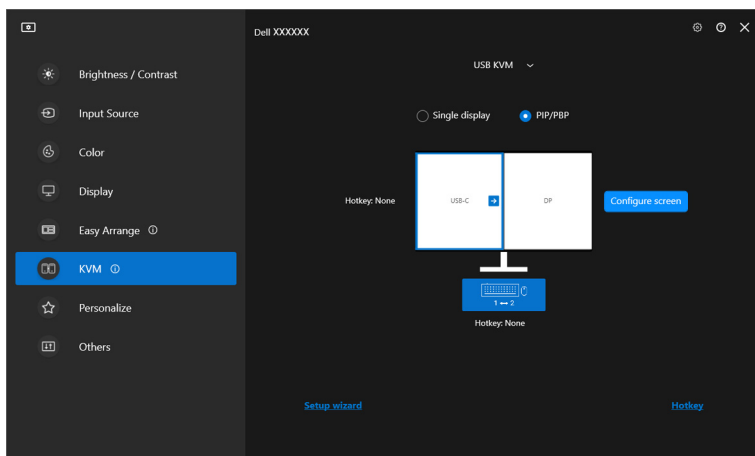 Dell XXXXXX
Brightness / Contrast
Input Source
Color
Display
Easy Arrange
KVM
Personalize
Others
USB KVM
Single display
PIP/PBP
Hotkey: None
USB-C
DP
Configure screen
1 ↔ 2
Hotkey: None
Setup wizard
Hotkey